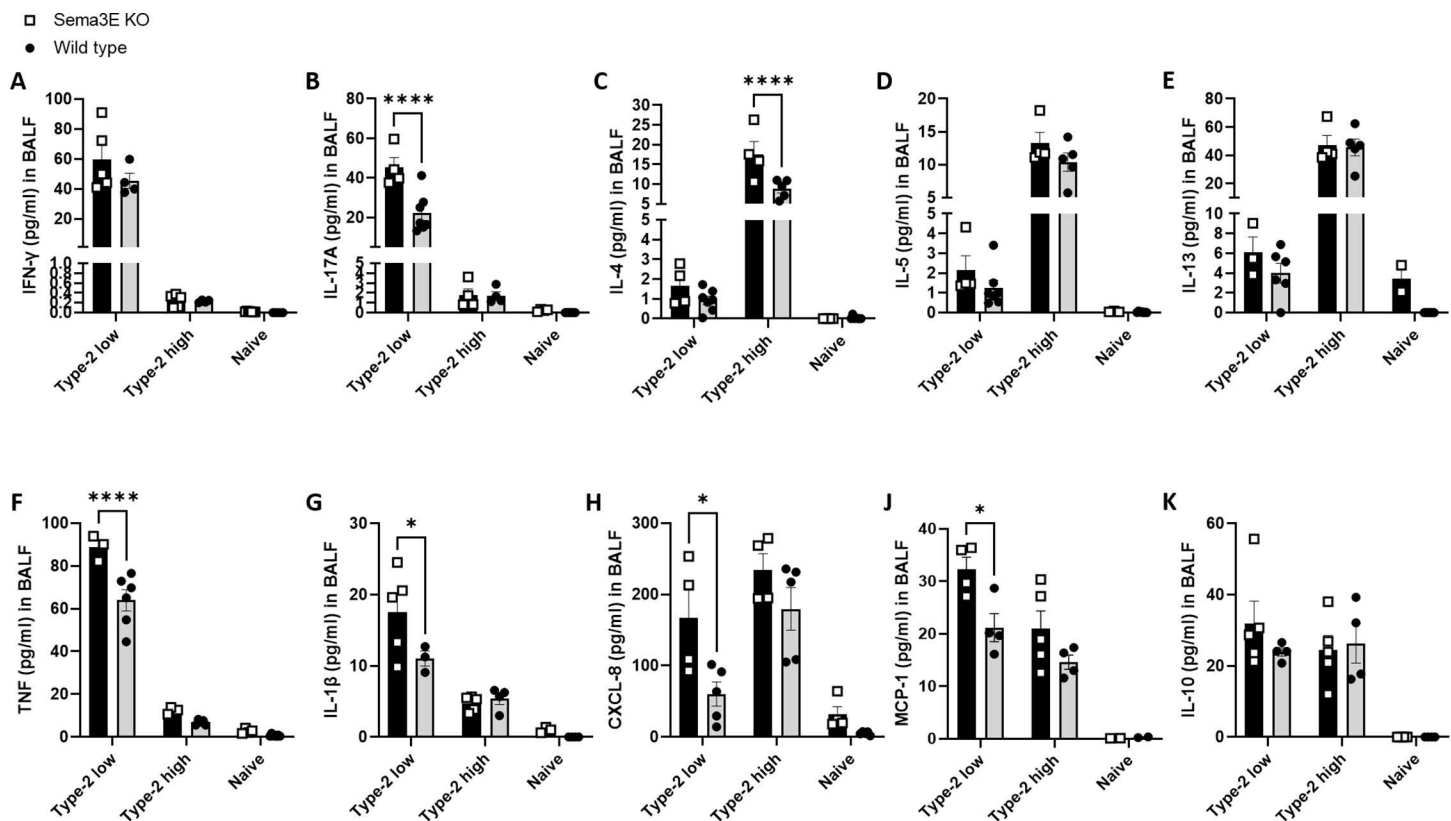 Sema3E KO
Wild type
A
IFN-γ (pg/ml) in BALF
100
80
60
40
20
1.0
0.8
0.6
0.4
0.2
0.0
Type-2 low
Type-2 high
Naive
B
IL-17A (pg/ml) in BALF
80
60
40
20
5
4
3
2
1
0
****
Type-2 low
Type-2 high
Naive
C
IL-4 (pg/ml) in BALF
30
25
20
15
10
5
5
4
3
2
1
0
****
Type-2 low
Type-2 high
Naive
D
IL-5 (pg/ml) in BALF
20
15
10
5
5
4
3
2
1
0
Type-2 low
Type-2 high
Naive
E
IL-13 (pg/ml) in BALF
80
60
40
20
10
8
6
4
2
0
Type-2 low
Type-2 high
Naive
F
TNF (pg/ml) in BALF
100
80
60
40
20
0
****
Type-2 low
Type-2 high
Naive
G
IL-1β (pg/ml) in BALF
30
20
10
0
*
Type-2 low
Type-2 high
Naive
H
CXCL-8 (pg/ml) in BALF
300
200
100
0
*
Type-2 low
Type-2 high
Naive
J
MCP-1 (pg/ml) in BALF
40
30
20
10
0
*
Type-2 low
Type-2 high
Naive
K
IL-10 (pg/ml) in BALF
60
40
20
0
Type-2 low
Type-2 high
Naive